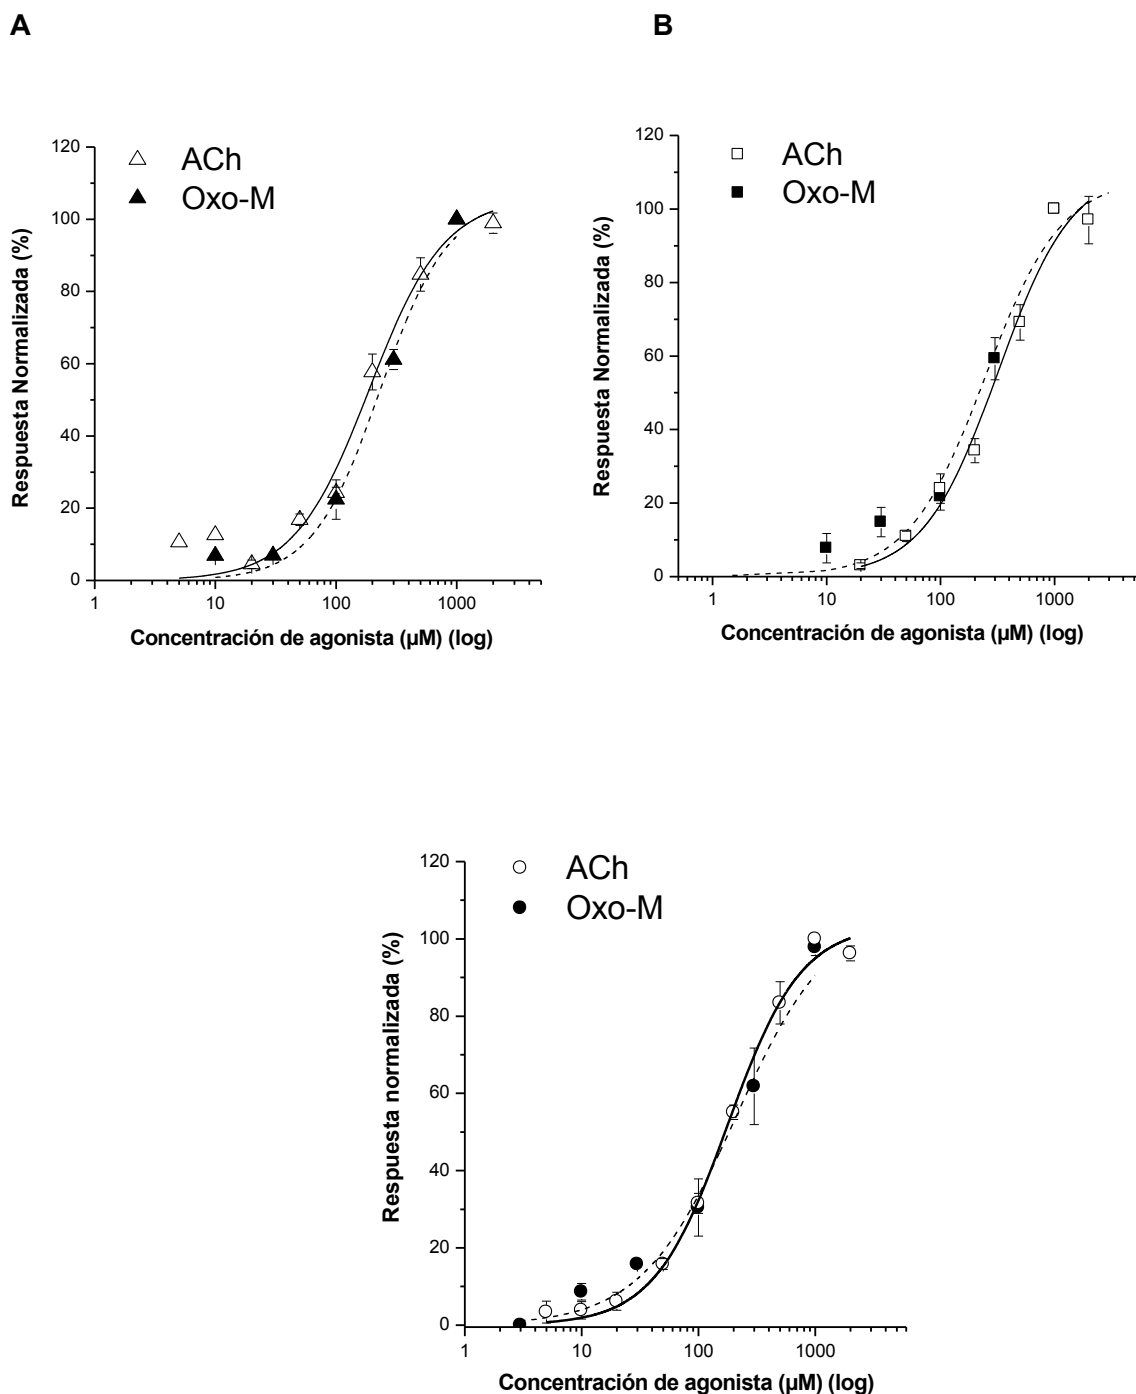 A
B
ACh
Oxo-M
120
100
80
60
40
20
0
1
10
100
1000
Respuesta Normalizada (%)
Concentración de agonista (µM) (log)
ACh
Oxo-M
120
100
80
60
40
20
0
1
10
100
1000
Respuesta Normalizada (%)
Concentración de agonista (µM) (log)
ACh
Oxo-M
120
100
80
60
40
20
0
1
10
100
1000
Respuesta normalizada (%)
Concentración de agonista (µM) (log)